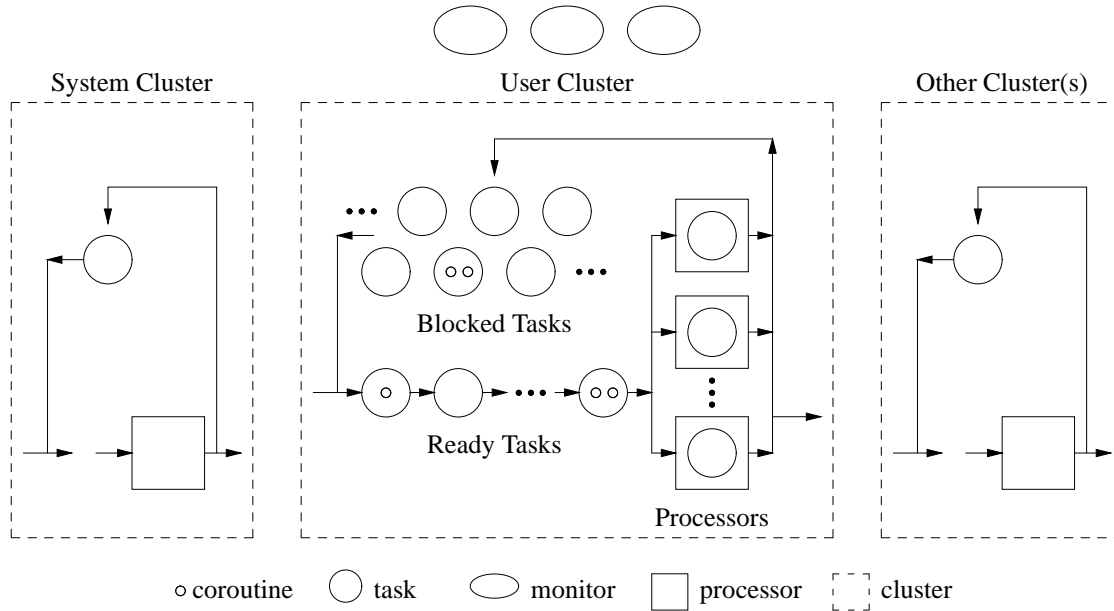 System Cluster
User Cluster
Other Cluster(s)
Blocked Tasks
Ready Tasks
Processors
coroutine task monitor processor cluster